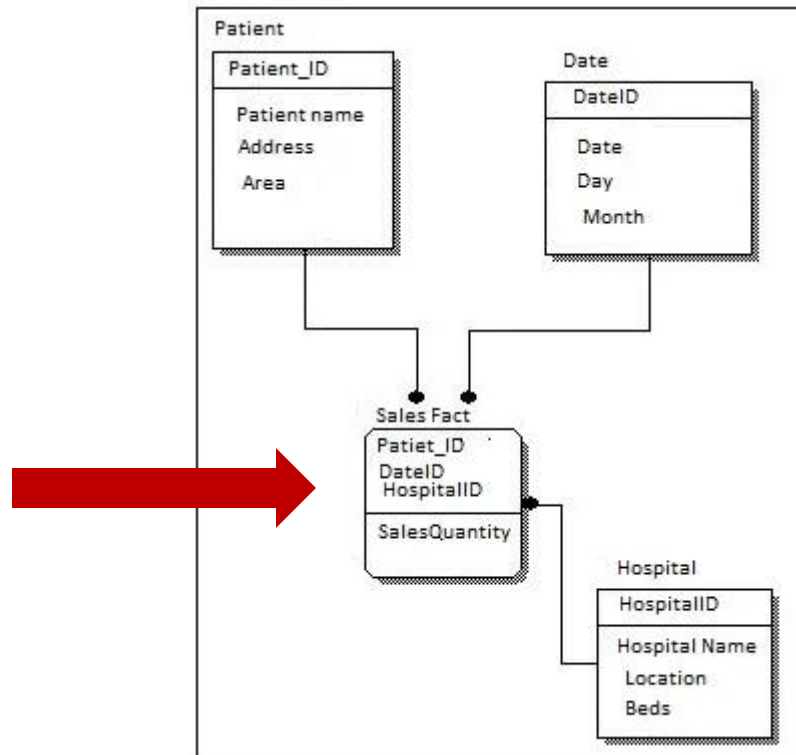 Patient
Patient_ID
Patient name
Address
Area
Date
DateID
Date
Day
Month
Sales Fact
Patiet_ID
DateID
HospitalID
SalesQuantity
Hospital
HospitalID
Hospital Name
Location
Beds